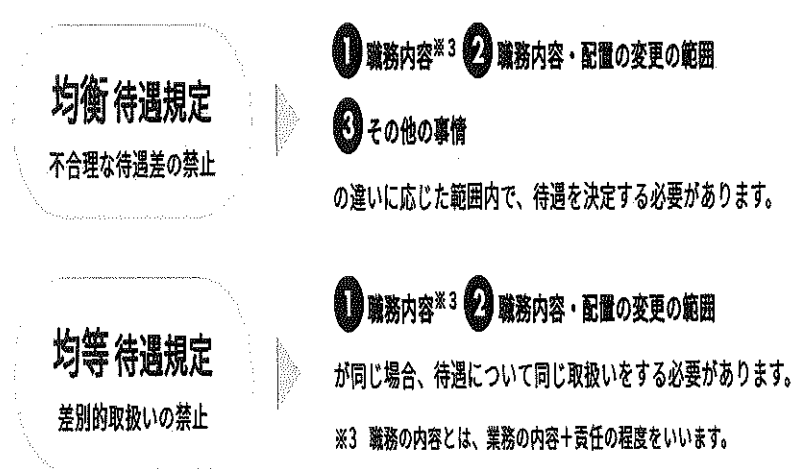 均衡待遇規定
不合理な待遇差の禁止
❶職務内容※3 ❷職務内容・配置の変更の範囲
❸その他の事情
の違いに応じた範囲内で、待遇を決定する必要があります。
均等待遇規定
差別的取扱いの禁止
❶職務内容※3 ❷職務内容・配置の変更の範囲
が同じ場合、待遇について同じ取扱いをする必要があります。
※3 職務の内容とは、業務の内容＋責任の程度をいいます。